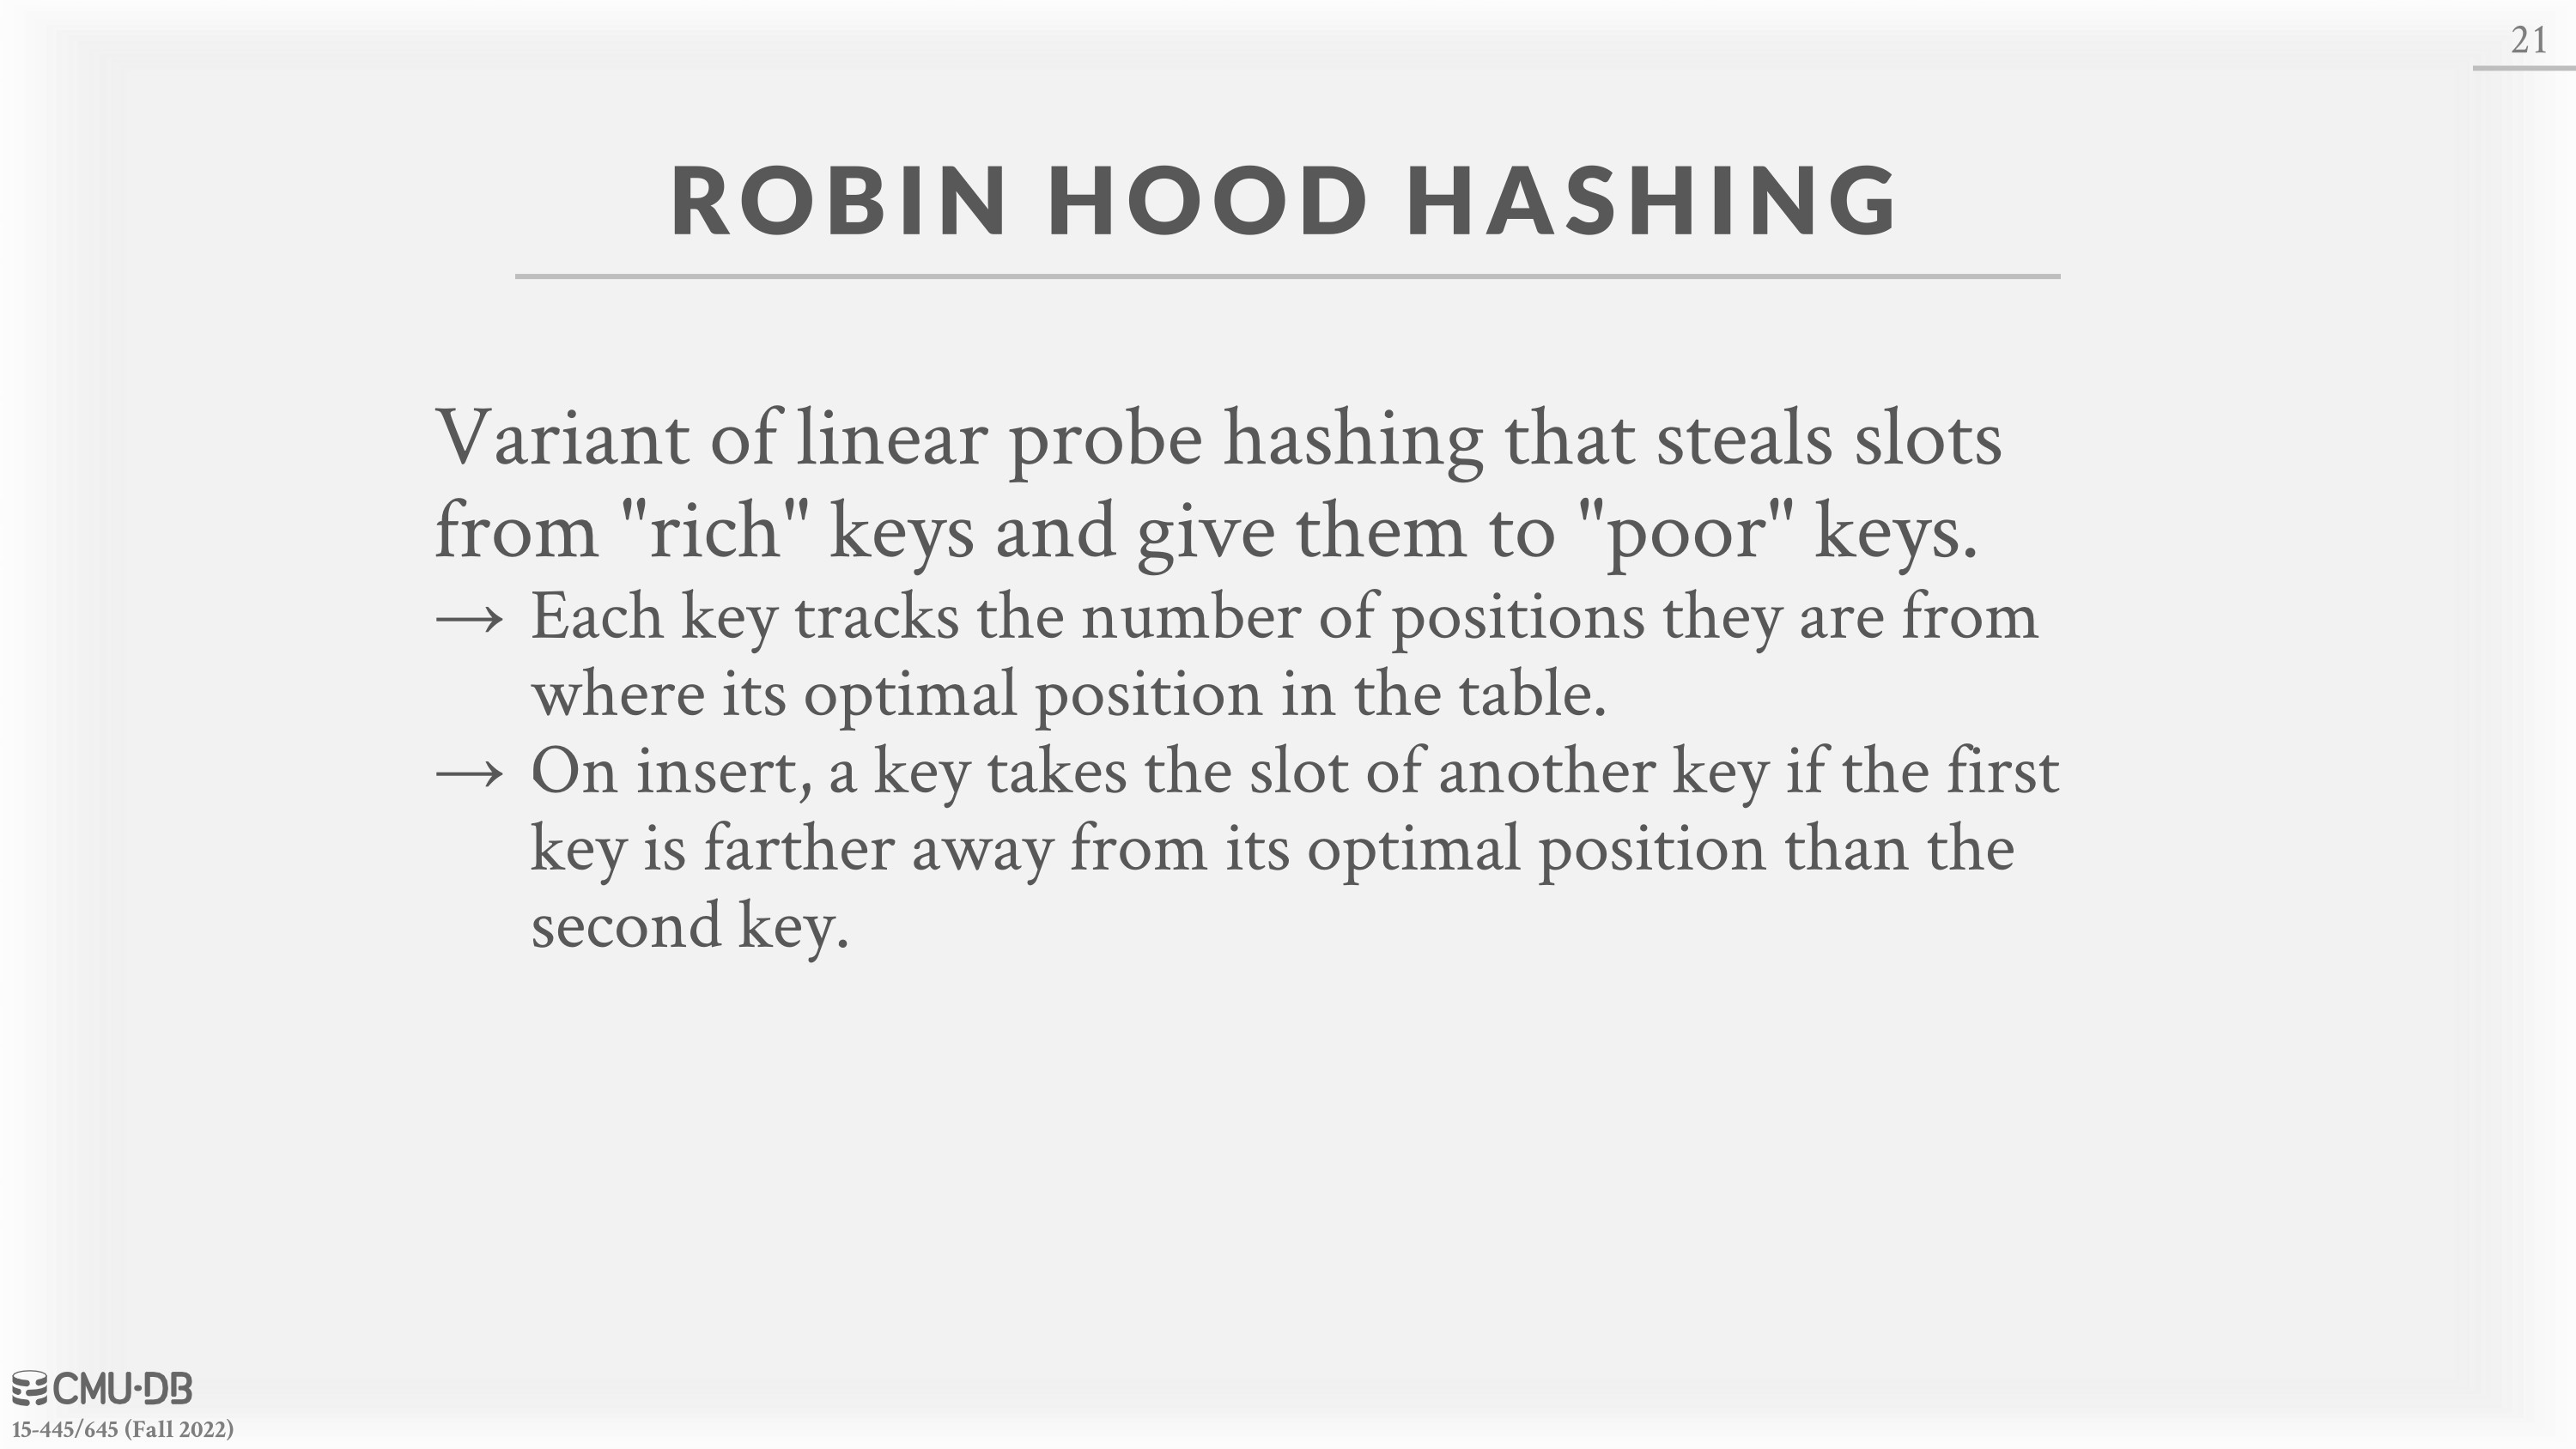 21
ROBIN HOOD HASHING
Variant of linear probe hashing that steals slots
from "rich" keys and give them to "poor" keys.
→ Each key tracks the number of positions they are from
where its optimal position in the table.
→ On insert, a key takes the slot of another key if the first
key is farther away from its optimal position than the
second key.
CMU·DB
15-445/645 (Fall 2022)